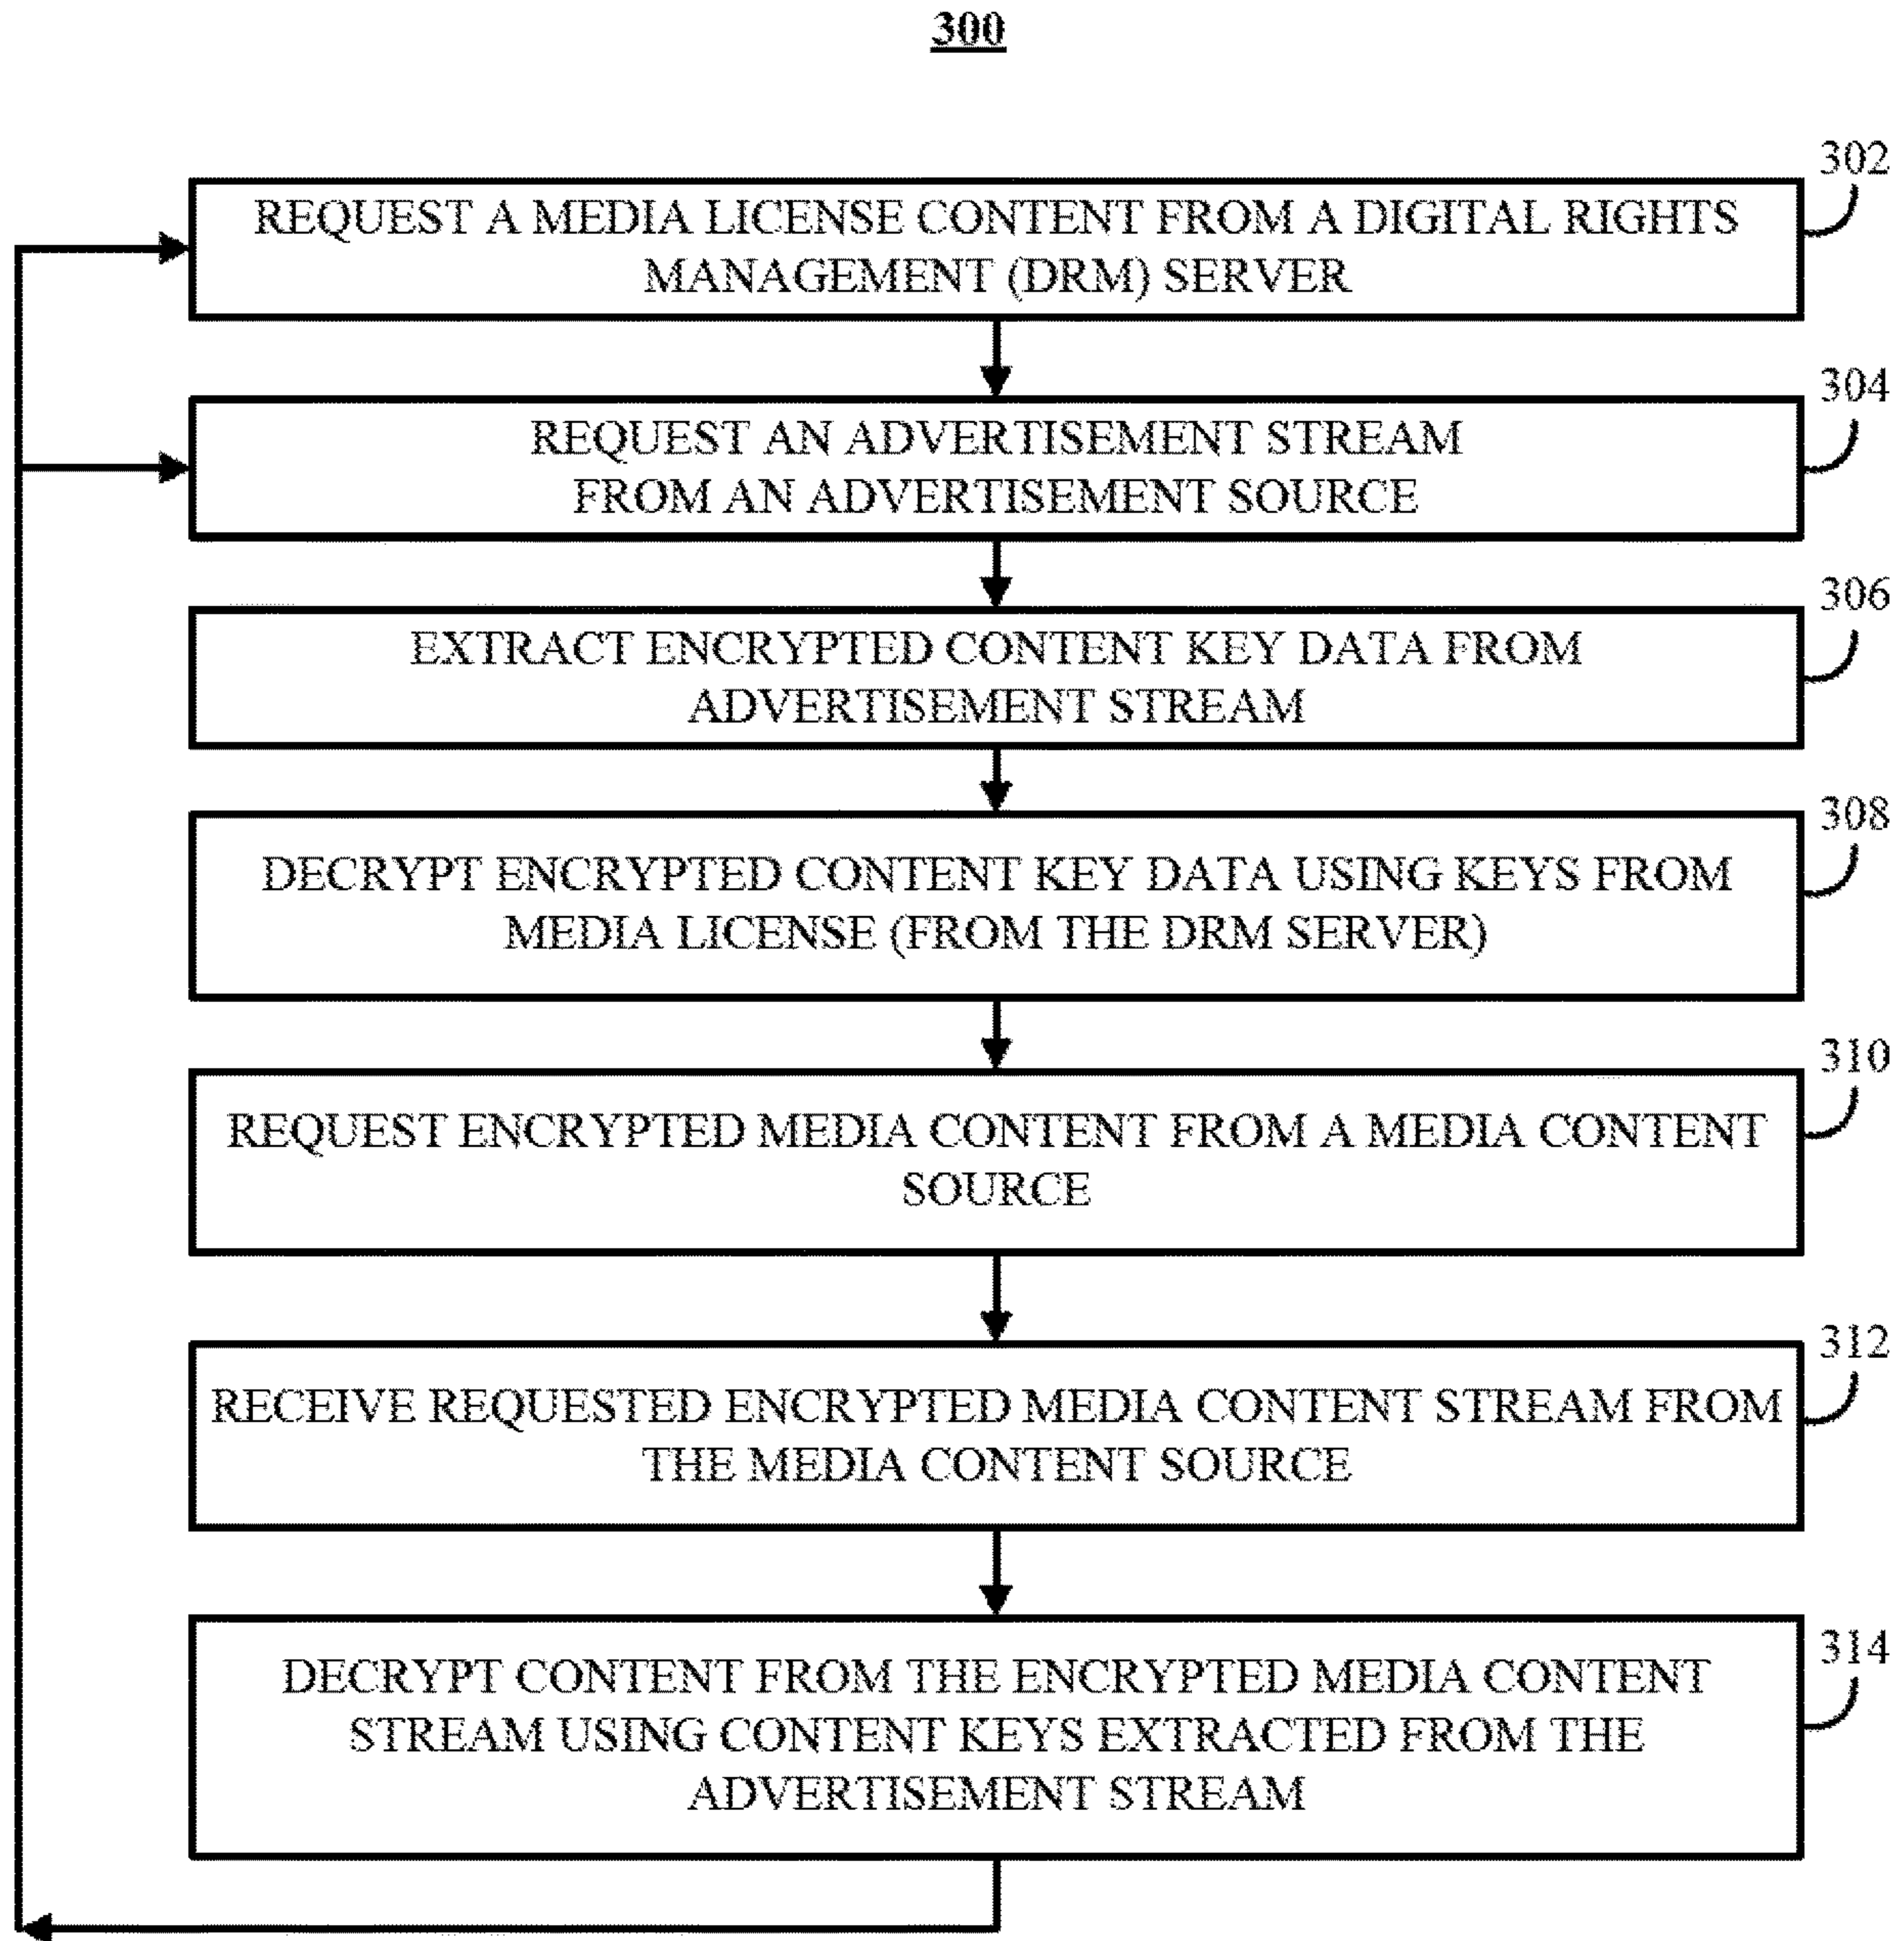 300
302
REQUEST A MEDIA LICENSE CONTENT FROM A DIGITAL RIGHTS
MANAGEMENT (DRM) SERVER
304
REQUEST AN ADVERTISEMENT STREAM
FROM AN ADVERTISEMENT SOURCE
306
EXTRACT ENCRYPTED CONTENT KEY DATA FROM
ADVERTISEMENT STREAM
308
DECRYPT ENCRYPTED CONTENT KEY DATA USING KEYS FROM
MEDIA LICENSE (FROM THE DRM SERVER)
310
REQUEST ENCRYPTED MEDIA CONTENT FROM A MEDIA CONTENT
SOURCE
312
RECEIVE REQUESTED ENCRYPTED MEDIA CONTENT STREAM FROM
THE MEDIA CONTENT SOURCE
314
DECRYPT CONTENT FROM THE ENCRYPTED MEDIA CONTENT
STREAM USING CONTENT KEYS EXTRACTED FROM THE
ADVERTISEMENT STREAM